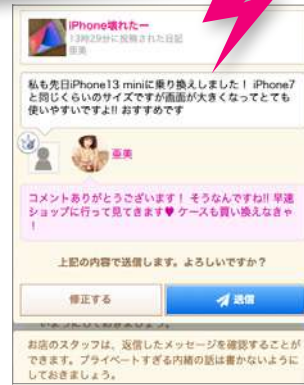 iPhone壊れたー
13時29分に投稿された日記
亜美
私も先日iPhone13 miniに乗り換えしました！ iPhone7
と同じくらいのサイズですが画面が大きくなってとても
使いやすいですよ!! おすすめです
亜美
コメントありがとうございます！ そうなんですね!! 早速
ショップに行って見てきます♥ ケースも買い換えなきゃ
！
上記の内容で送信します。よろしいですか？
修正する
送信
お店のスタッフは、返信したメッセージを確認することが
できます。プライベートすぎる内緒の話は書かないように
しておきましょう。